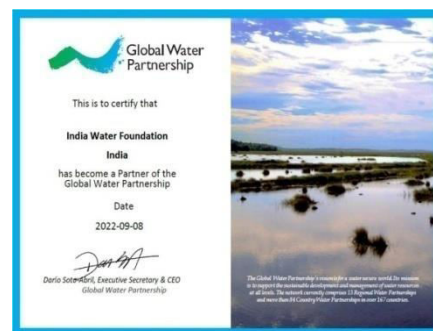 Global Water
Partnership
This is to certify that
India Water Foundation
India
has become a Partner of the
Global Water Partnership
Date
2022-09-08
Dario Soto-Abril, Executive Secretary & CEO
Global Water Partnership
The Global Water Partnership's vision is for a water secure world. Its mission
is to support the sustainable development and management of water resources
at all levels. The network currently comprises 13 Regional Water Partnerships
and more than 84 Country Water Partnerships in over 167 countries.